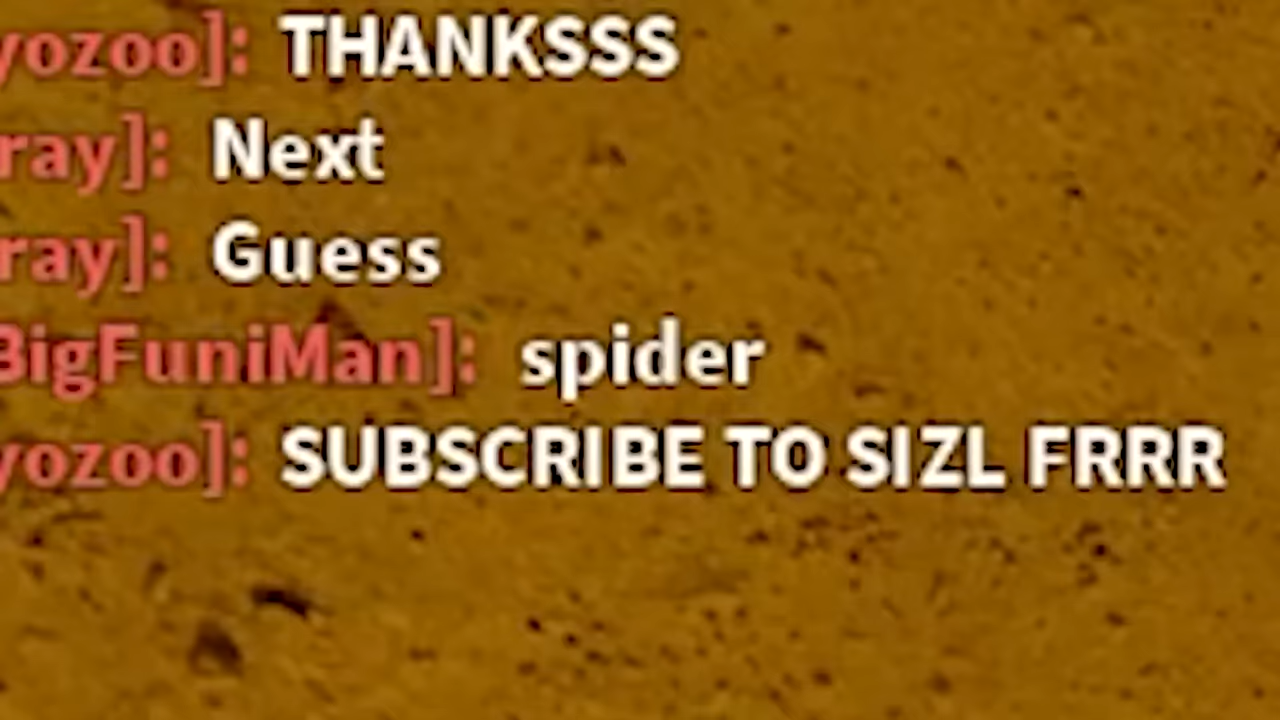 yozoo]: THANKSSS
ray]: Next
ray]: Guess
BigFuniMan]: spider
yozoo]: SUBSCRIBE TO SIZL FRRR